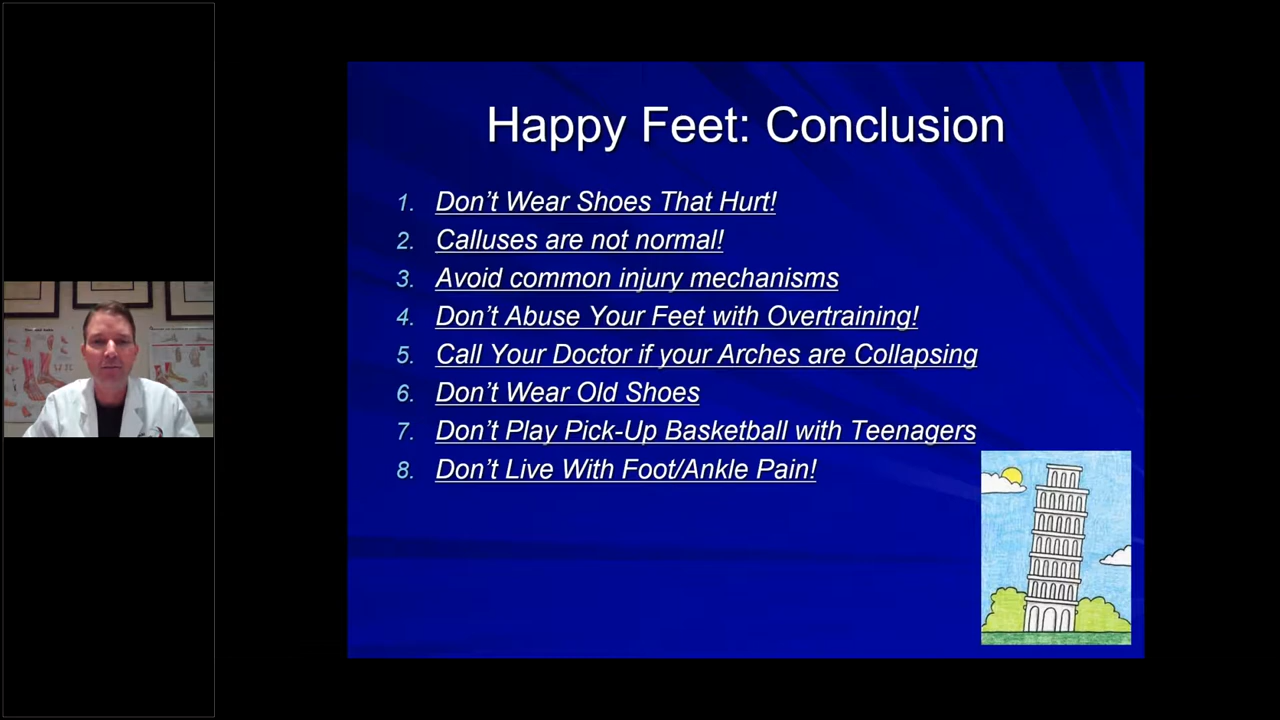 Happy Feet: Conclusion
1. Don't Wear Shoes That Hurt!
2. Calluses are not normal!
3. Avoid common injury mechanisms
4. Don't Abuse Your Feet with Overtraining!
5. Call Your Doctor if your Arches are Collapsing
6. Don't Wear Old Shoes
7. Don't Play Pick-Up Basketball with Teenagers
8. Don't Live With Foot/Ankle Pain!